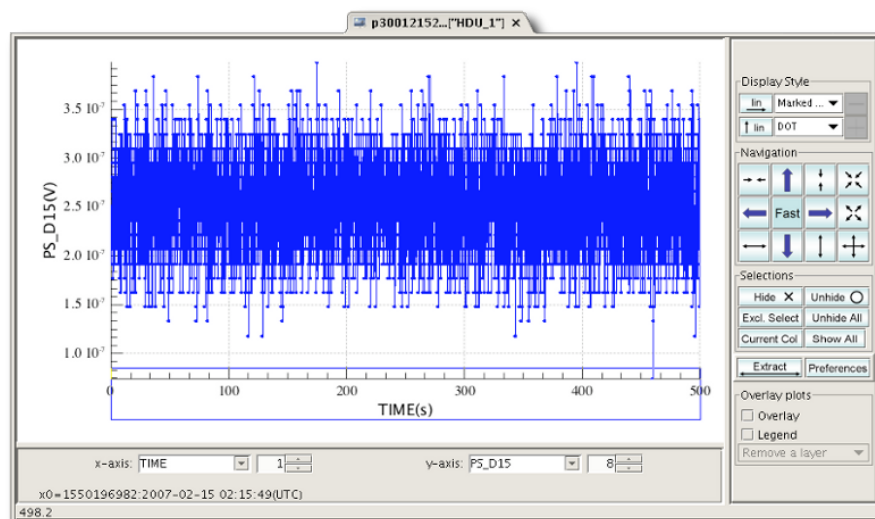 p30012152...["HDU_1"] ×
Display Style
lin Marked ...
lin DOT
Navigation
Fast
Selections
Hide X Unhide O
Excl. Select Unhide All
Current Col Show All
Extract Preferences
Overlay plots
Overlay
Legend
Remove a layer
PS_D15(V)
3.5 10⁻⁷
3.0 10⁻⁷
2.5 10⁻⁷
2.0 10⁻⁷
1.5 10⁻⁷
1.0 10⁻⁷
0 100 200 300 400 500
TIME(s)
x-axis: TIME 1 y-axis: PS_D15 8
x0=1550196982:2007-02-15 02:15:49(UTC)
498.2